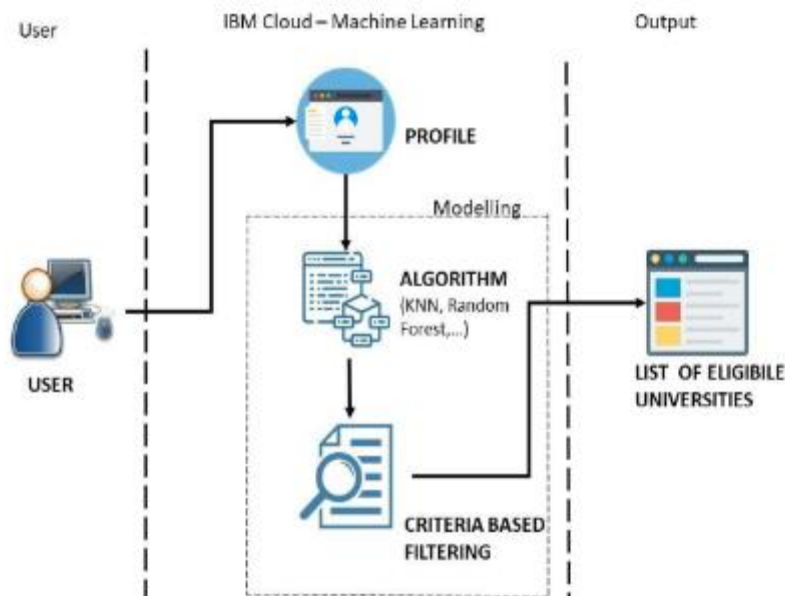 User
IBM Cloud – Machine Learning
Output
PROFILE
Modelling
ALGORITHM
(KNN, Random
Forest,...)
USER
LIST OF ELIGIBILE
UNIVERSITIES
CRITERIA BASED
FILTERING